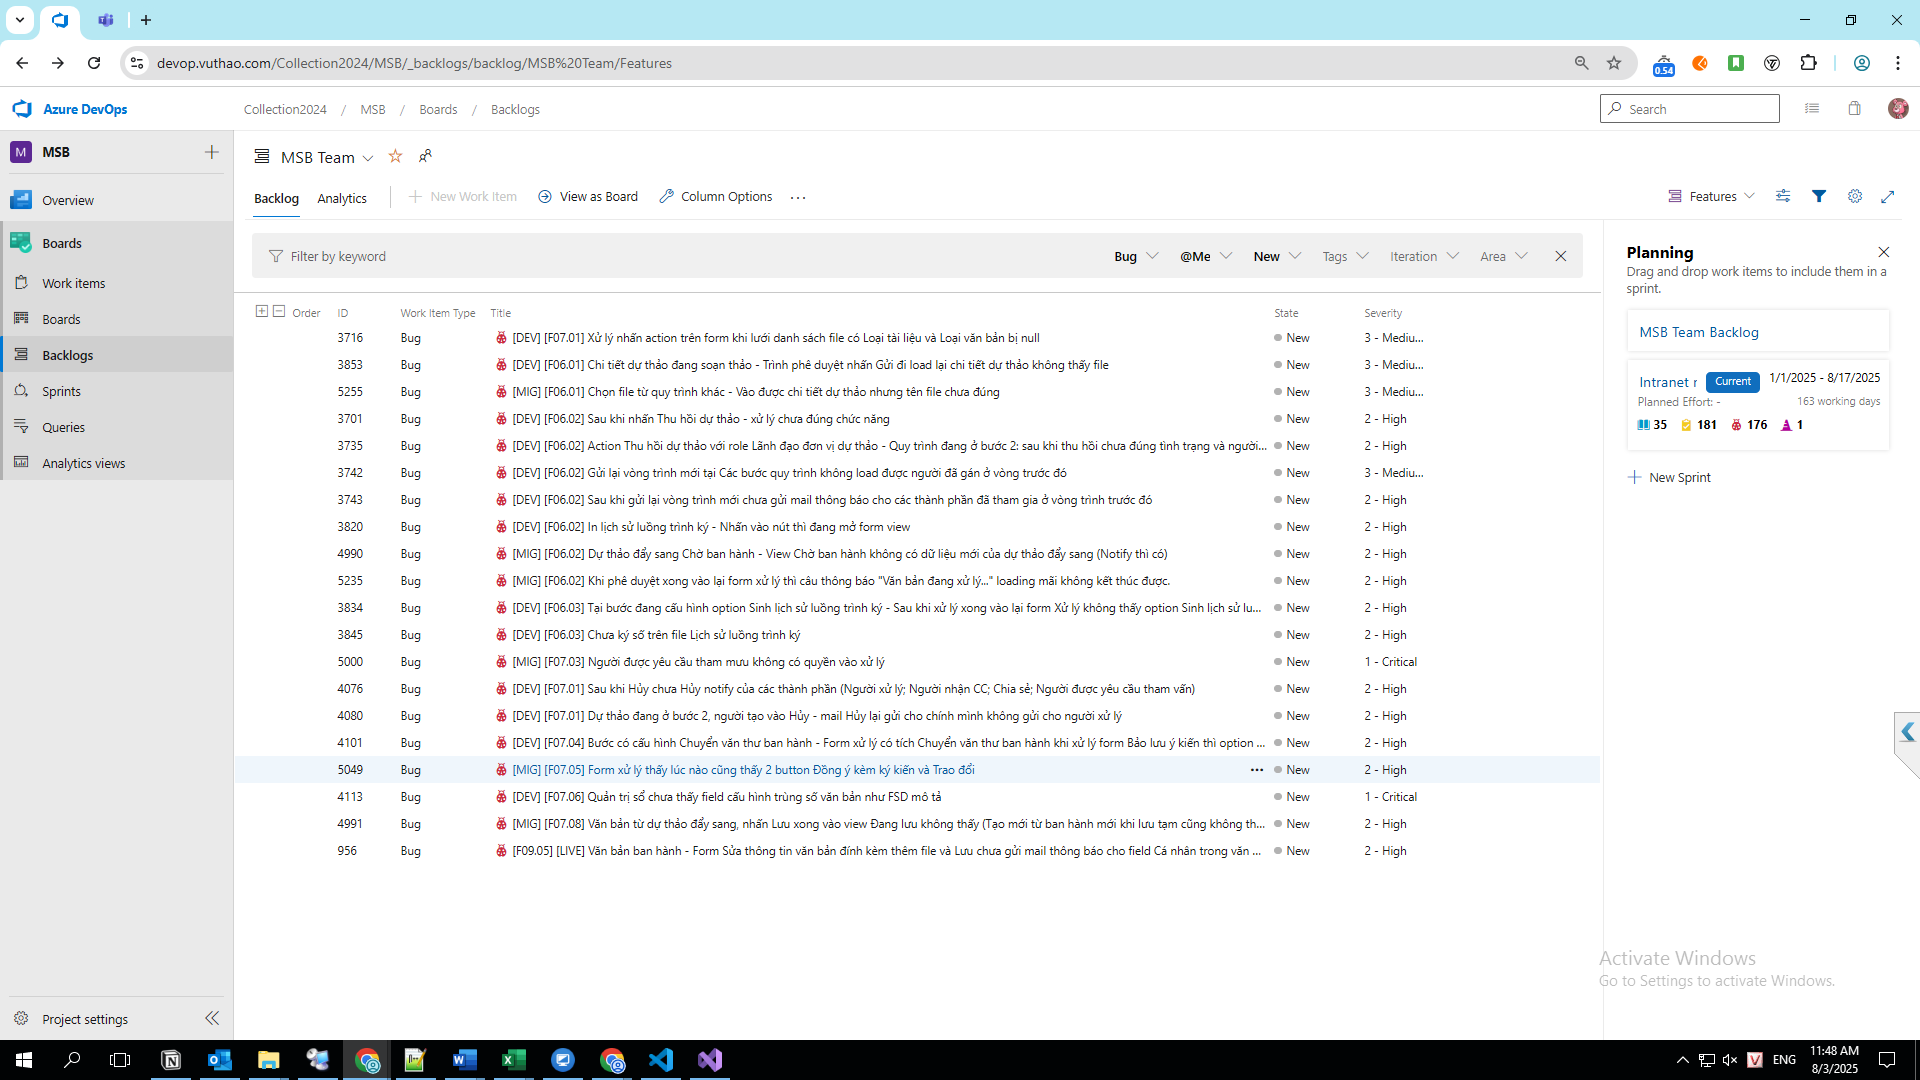 devop.vuthao.com/Collection2024/MSB/_backlogs/backlog/MSB%20Team/Features
0.54
Azure DevOps
Collection2024 / MSB / Boards / Backlogs
Search
M MSB
Overview
Boards
Work items
Boards
Backlogs
Sprints
Queries
Analytics views
Project settings
MSB Team
Backlog Analytics New Work Item View as Board Column Options ...
Features
Filter by keyword
Bug @Me New Tags Iteration Area
Order ID Work Item Type Title State Severity
3716 Bug [DEV] [F07.01] Xử lý nhấn action trên form khi lưới danh sách file có Loại tài liệu và Loại văn bản bị null New 3 - Mediu...
3853 Bug [DEV] [F06.01] Chi tiết dự thảo đang soạn thảo - Trình phê duyệt nhấn Gửi đi load lại chi tiết dự thảo không thấy file New 3 - Mediu...
5255 Bug [MIG] [F06.01] Chọn file từ quy trình khác - Vào được chi tiết dự thảo nhưng tên file chưa đúng New 3 - Mediu...
3701 Bug [DEV] [F06.02] Sau khi nhấn Thu hồi dự thảo - xử lý chưa đúng chức năng New 2 - High
3735 Bug [DEV] [F06.02] Action Thu hồi dự thảo với role Lãnh đạo đơn vị dự thảo - Quy trình đang ở bước 2: sau khi thu hồi chưa đúng tình trạng và người... New 2 - High
3742 Bug [DEV] [F06.02] Gửi lại vòng trình mới tại Các bước quy trình không load được người đã gán ở vòng trước đó New 3 - Mediu...
3743 Bug [DEV] [F06.02] Sau khi gửi lại vòng trình mới chưa gửi mail thông báo cho các thành phần đã tham gia ở vòng trình trước đó New 2 - High
3820 Bug [DEV] [F06.02] In lịch sử luồng trình ký - Nhấn vào nút thì đang mở form view New 2 - High
4990 Bug [MIG] [F06.02] Dự thảo đẩy sang Chờ ban hành - View Chờ ban hành không có dữ liệu mới của dự thảo đẩy sang (Notify thì có) New 2 - High
5235 Bug [MIG] [F06.02] Khi phê duyệt xong vào lại form xử lý thì câu thông báo "Văn bản đang xử lý..." loading mãi không kết thúc được. New 2 - High
3834 Bug [DEV] [F06.03] Tại bước đang cấu hình option Sinh lịch sử luồng trình ký - Sau khi xử lý xong vào lại form Xử lý không thấy option Sinh lịch sử lu... New 2 - High
3845 Bug [DEV] [F06.03] Chưa ký số trên file Lịch sử luồng trình ký New 2 - High
5000 Bug [MIG] [F07.03] Người được yêu cầu tham mưu không có quyền vào xử lý New 1 - Critical
4076 Bug [DEV] [F07.01] Sau khi Hủy chưa Hủy notify của các thành phần (Người xử lý; Người nhận CC; Chia sẻ; Người được yêu cầu tham vấn) New 2 - High
4080 Bug [DEV] [F07.01] Dự thảo đang ở bước 2, người tạo vào Hủy - mail Hủy lại gửi cho chính mình không gửi cho người xử lý New 2 - High
4101 Bug [DEV] [F07.04] Bước có cấu hình Chuyển văn thư ban hành - Form xử lý có tích Chuyển văn thư ban hành khi xử lý form Bảo lưu ý kiến thì option ... New 2 - High
5049 Bug [MIG] [F07.05] Form xử lý thấy lúc nào cũng thấy 2 button Đồng ý kèm ký kiến và Trao đổi ... New 2 - High
4113 Bug [DEV] [F07.06] Quản trị sổ chưa thấy field cấu hình trùng số văn bản như FSD mô tả New 1 - Critical
4991 Bug [MIG] [F07.08] Văn bản từ dự thảo đẩy sang, nhấn Lưu xong vào view Đang lưu không thấy (Tạo mới từ ban hành mới khi lưu tạm cũng không th... New 2 - High
956 Bug [F09.05] [LIVE] Văn bản ban hành - Form Sửa thông tin văn bản đính kèm thêm file và Lưu chưa gửi mail thông báo cho field Cá nhân trong văn ... New 2 - High
Planning
Drag and drop work items to include them in a
sprint.
MSB Team Backlog
Intranet r Current 1/1/2025 - 8/17/2025
Planned Effort: - 163 working days
35 181 176 1
New Sprint
Activate Windows
Go to Settings to activate Windows.
ENG
11:48 AM
8/3/2025